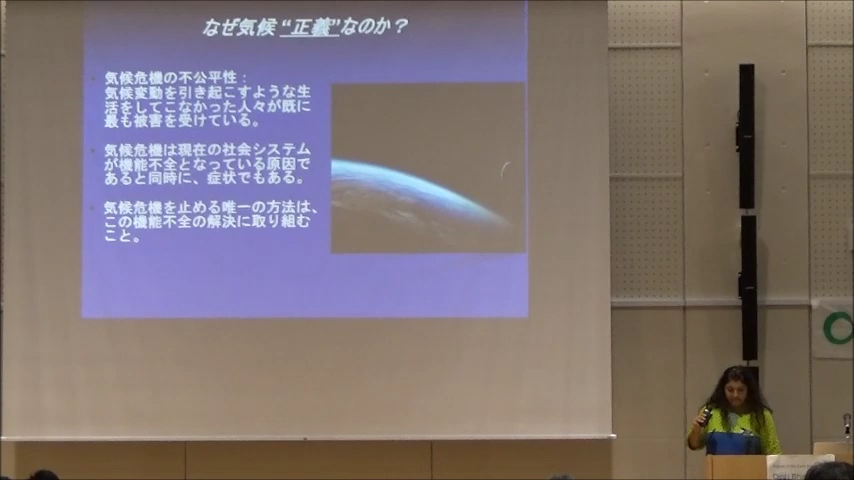 なぜ気候“正義”なのか？
気候危機の不公平性：
気候変動を引き起こすような生
活をしてこなかった人々が既に
最も被害を受けている。
気候危機は現在の社会システム
が機能不全となっている原因で
あると同時に、症状でもある。
気候危機を止める唯一の方法は、
この機能不全の解決に取り組む
こと。